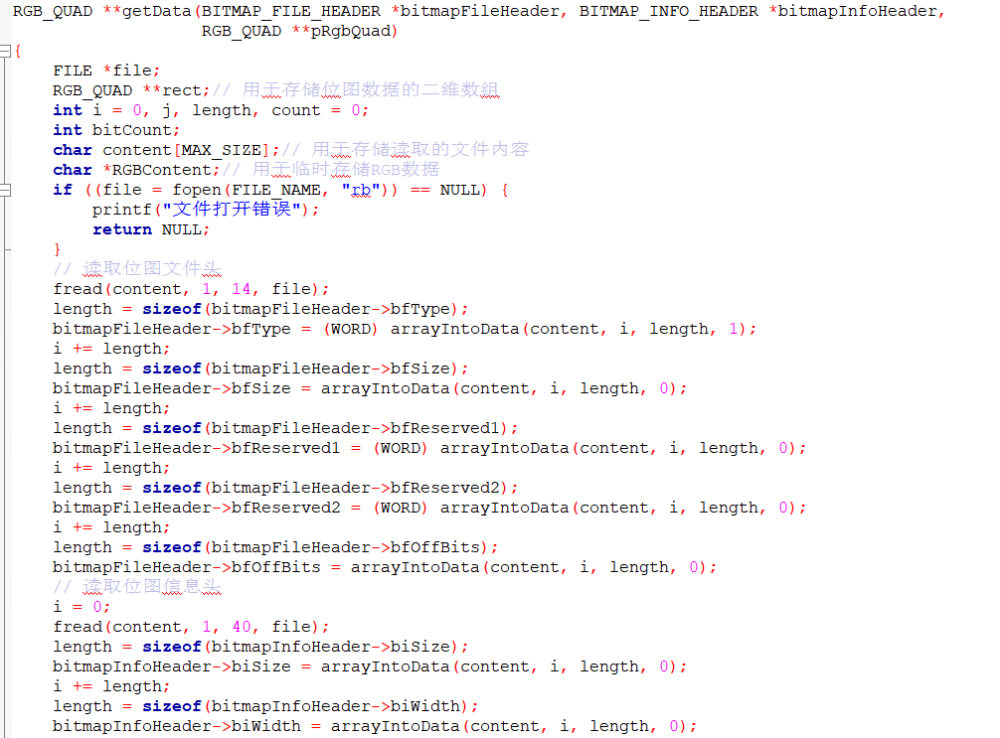 RGB_QUAD **getData(BITMAP_FILE_HEADER *bitmapFileHeader, BITMAP_INFO_HEADER *bitmapInfoHeader,
                   RGB_QUAD **pRgbQuad)
{
    FILE *file;
    RGB_QUAD **rect;// 用于存储位图数据的二维数组
    int i = 0, j, length, count = 0;
    int bitCount;
    char content[MAX_SIZE];// 用于存储读取的文件内容
    char *RGBContent;// 用于临时存储RGB数据
    if ((file = fopen(FILE_NAME, "rb")) == NULL) {
        printf("文件打开错误");
        return NULL;
    }
    // 读取位图文件头
    fread(content, 1, 14, file);
    length = sizeof(bitmapFileHeader->bfType);
    bitmapFileHeader->bfType = (WORD) arrayIntoData(content, i, length, 1);
    i += length;
    length = sizeof(bitmapFileHeader->bfSize);
    bitmapFileHeader->bfSize = arrayIntoData(content, i, length, 0);
    i += length;
    length = sizeof(bitmapFileHeader->bfReserved1);
    bitmapFileHeader->bfReserved1 = (WORD) arrayIntoData(content, i, length, 0);
    i += length;
    length = sizeof(bitmapFileHeader->bfReserved2);
    bitmapFileHeader->bfReserved2 = (WORD) arrayIntoData(content, i, length, 0);
    i += length;
    length = sizeof(bitmapFileHeader->bfOffBits);
    bitmapFileHeader->bfOffBits = arrayIntoData(content, i, length, 0);
    // 读取位图信息头
    i = 0;
    fread(content, 1, 40, file);
    length = sizeof(bitmapInfoHeader->biSize);
    bitmapInfoHeader->biSize = arrayIntoData(content, i, length, 0);
    i += length;
    length = sizeof(bitmapInfoHeader->biWidth);
    bitmapInfoHeader->biWidth = arrayIntoData(content, i, length, 0);